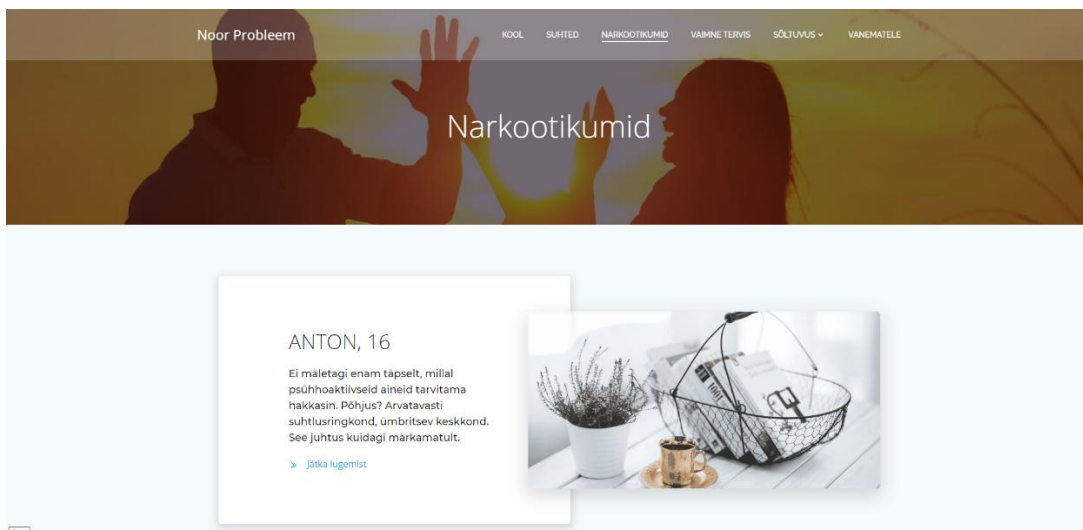 Noor Probleem
KOOL
SUHTED
NARKOOTIKUMID
VAIMNE TERVIS
SÕLTUVUS
VANEMATELE
Narkootikumid
ANTON, 16
Ei mäletagi enam täpselt, millal
psühhoaktiivseid aineid tarvitama
hakkasin. Põhjus? Arvatavasti
suhtlusringkond, ümbritsev keskkond.
See juhtus kuidagi märkamatult.
» Jätka lugemist